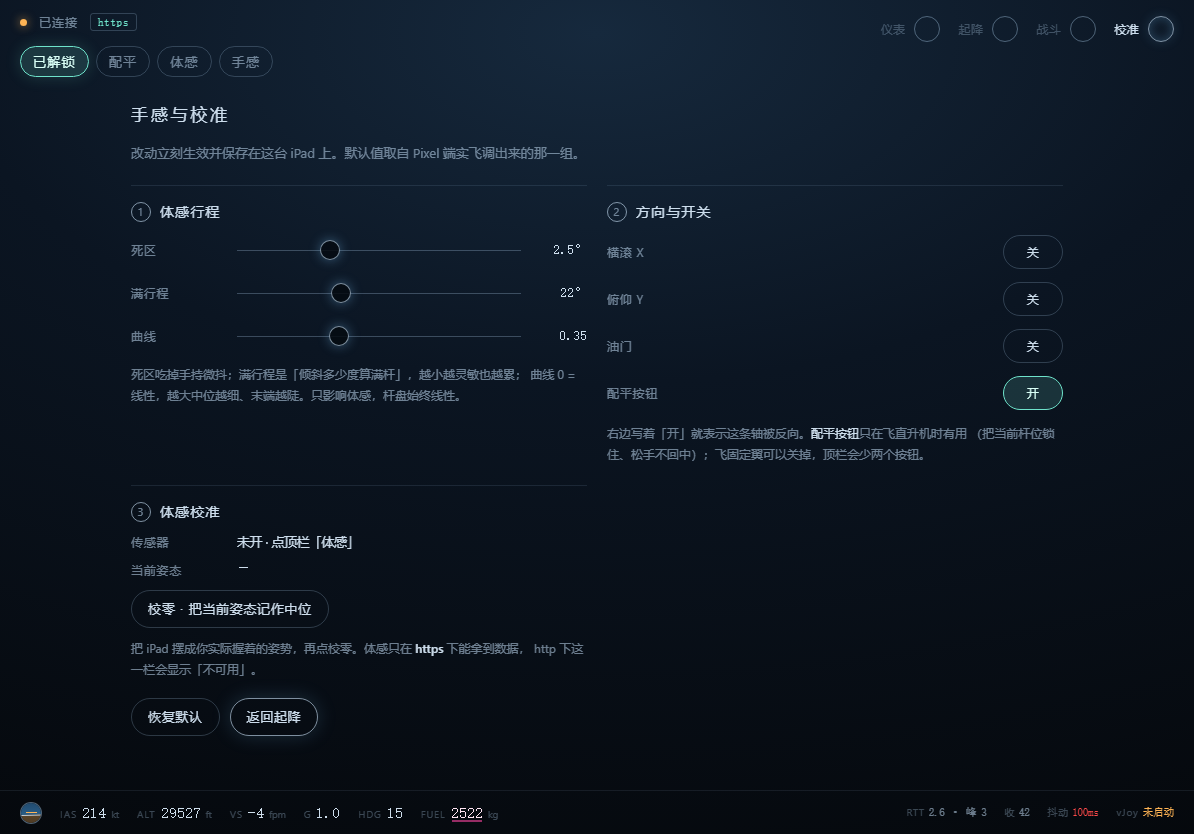 已连接 https
仪表 起降 战斗 校准
已解锁 配平 体感 手感
手感与校准
改动立刻生效并保存在这台 iPad 上。默认值取自 Pixel 端实飞调出来的那一组。
1 体感行程
死区 2.5°
满行程 22°
曲线 0.35
死区吃掉手持微抖；满行程是「倾斜多少度算满杆」，越小越灵敏也越累； 曲线 0 =
线性，越大中位越细、末端越陡。只影响体感，杆盘始终线性。
2 方向与开关
横滚 X 关
俯仰 Y 关
油门 关
配平按钮 开
右边写着「开」就表示这条轴被反向。配平按钮只在飞直升机时有用 （把当前杆位锁
住、松手不回中）；飞固定翼可以关掉，顶栏会少两个按钮。
3 体感校准
传感器 未开 · 点顶栏「体感」
当前姿态 —
校零 · 把当前姿态记作中位
把 iPad 摆成你实际握着的姿势，再点校零。体感只在 https 下能拿到数据， http 下这
一栏会显示「不可用」。
恢复默认 返回起降
IAS 214 kt ALT 29527 ft VS −4 fpm G 1.0 HDG 15 FUEL 2522 kg
RTT 2.6 · 峰 3 收 42 抖动 100ms vJoy 未启动